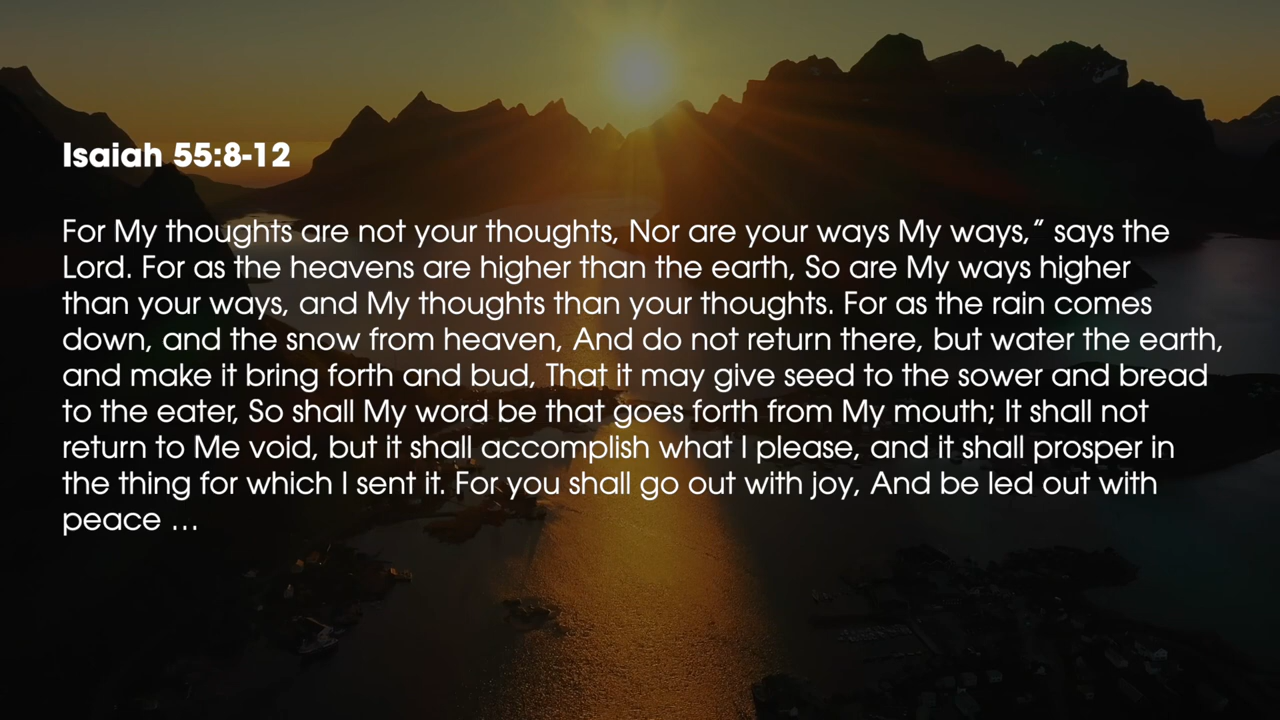 Isaiah 55:8-12
For My thoughts are not your thoughts, Nor are your ways My ways,” says the
Lord. For as the heavens are higher than the earth, So are My ways higher
than your ways, and My thoughts than your thoughts. For as the rain comes
down, and the snow from heaven, And do not return there, but water the earth,
and make it bring forth and bud, That it may give seed to the sower and bread
to the eater, So shall My word be that goes forth from My mouth; It shall not
return to Me void, but it shall accomplish what I please, and it shall prosper in
the thing for which I sent it. For you shall go out with joy, And be led out with
peace …